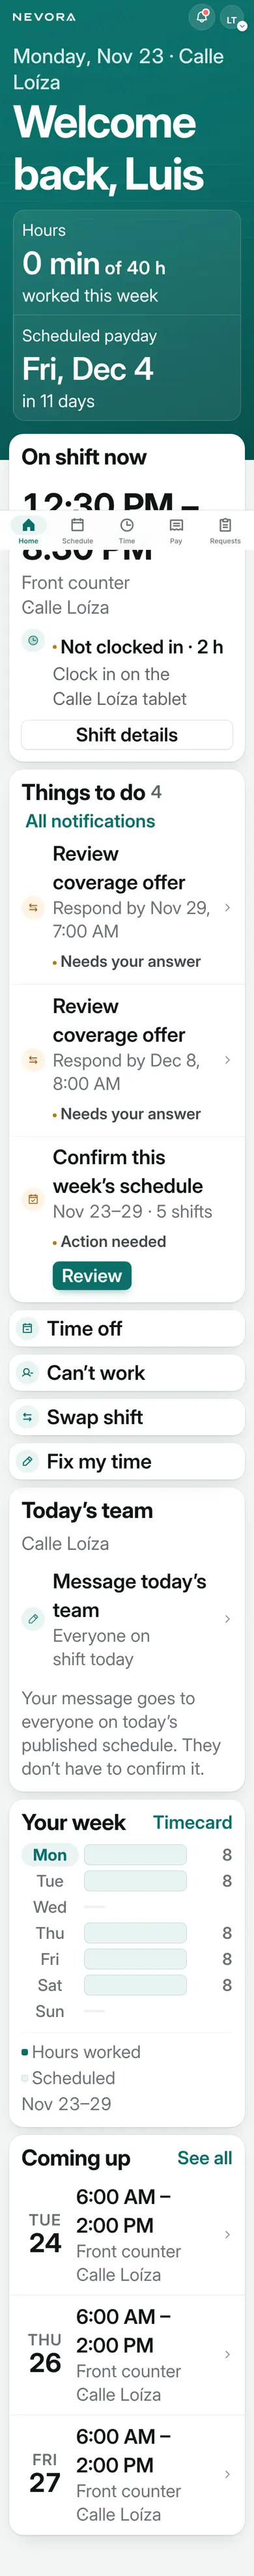 NEVORA
LT
Monday, Nov 23 · Calle
Loíza
Welcome
back, Luis
Hours
0 min of 40 h
worked this week
Scheduled payday
Fri, Dec 4
in 11 days
On shift now
12:30 PM –
8:30 PM
Home
Schedule
Time
Pay
Requests
Front counter
Calle Loíza
Not clocked in · 2 h
Clock in on the
Calle Loíza tablet
Shift details
Things to do 4
All notifications
Review
coverage offer
Respond by Nov 29,
7:00 AM
Needs your answer
Review
coverage offer
Respond by Dec 8,
8:00 AM
Needs your answer
Confirm this
week’s schedule
Nov 23–29 · 5 shifts
Action needed
Review
Time off
Can’t work
Swap shift
Fix my time
Today’s team
Calle Loíza
Message today’s
team
Everyone on
shift today
Your message goes to
everyone on today’s
published schedule. They
don’t have to confirm it.
Your week Timecard
Mon 8
Tue 8
Wed
Thu 8
Fri 8
Sat 8
Sun
Hours worked
Scheduled
Nov 23–29
Coming up See all
TUE
24
6:00 AM –
2:00 PM
Front counter
Calle Loíza
THU
26
6:00 AM –
2:00 PM
Front counter
Calle Loíza
FRI
27
6:00 AM –
2:00 PM
Front counter
Calle Loíza